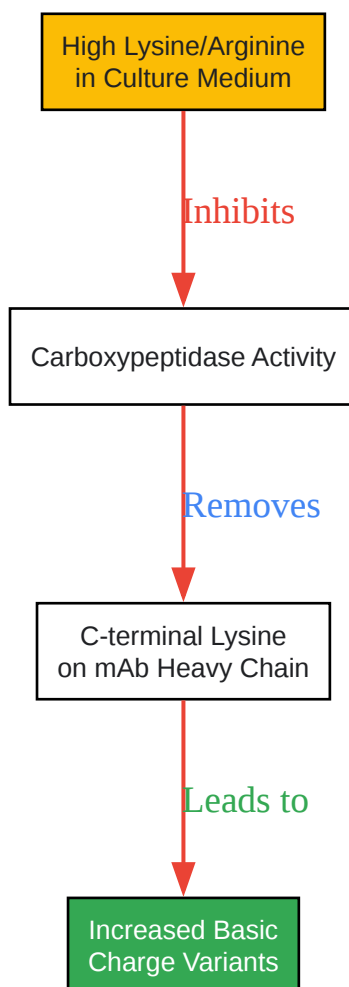 High Lysine/Arginine
in Culture Medium
Inhibits
Carboxypeptidase Activity
Removes
C-terminal Lysine
on mAb Heavy Chain
Leads to
Increased Basic
Charge Variants